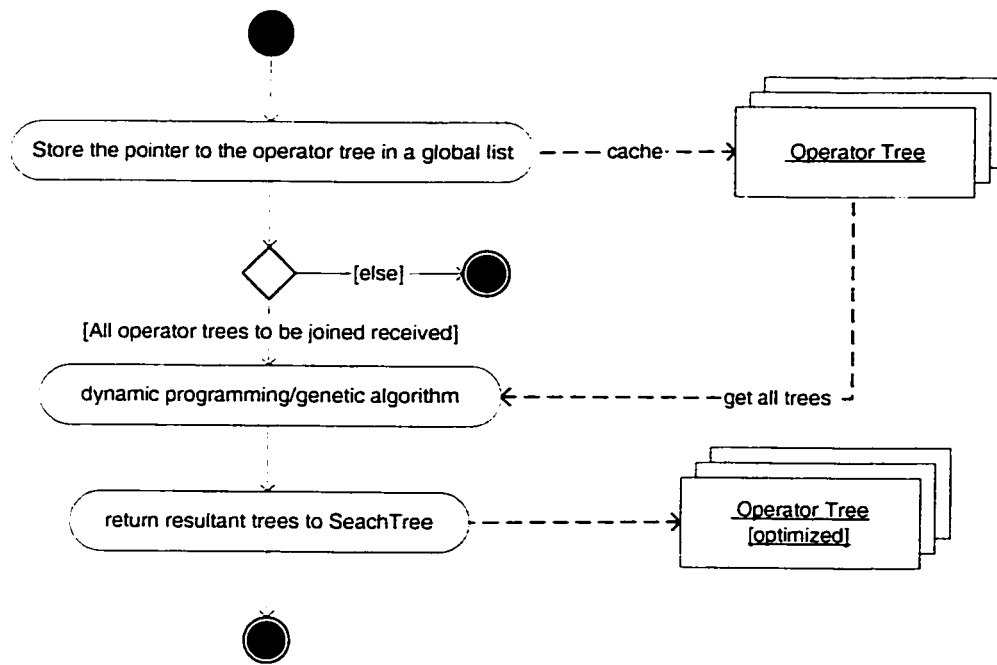 Store the pointer to the operator tree in a global list
cache
Operator Tree
[else]
[All operator trees to be joined received]
dynamic programming/genetic algorithm
get all trees
return resultant trees to SeachTree
Operator Tree
[optimized]